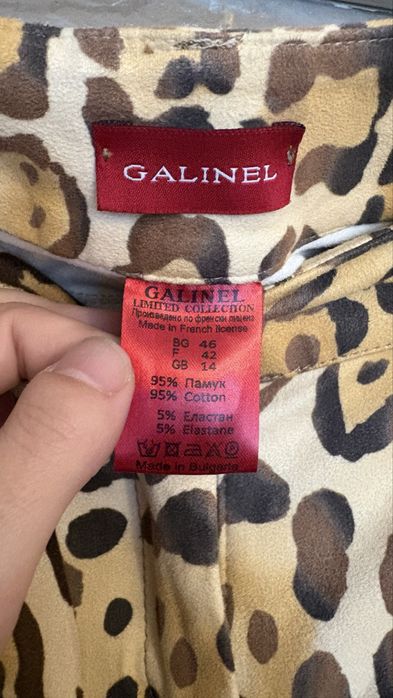 GALINEL
GALINEL
LIMITED COLLECTION
Произведено по френски лиценз
Made in French license
BG 46
F 42
GB 14
95% Памук
95% Cotton
5% Еластан
5% Elastane
Made in Bulgaria